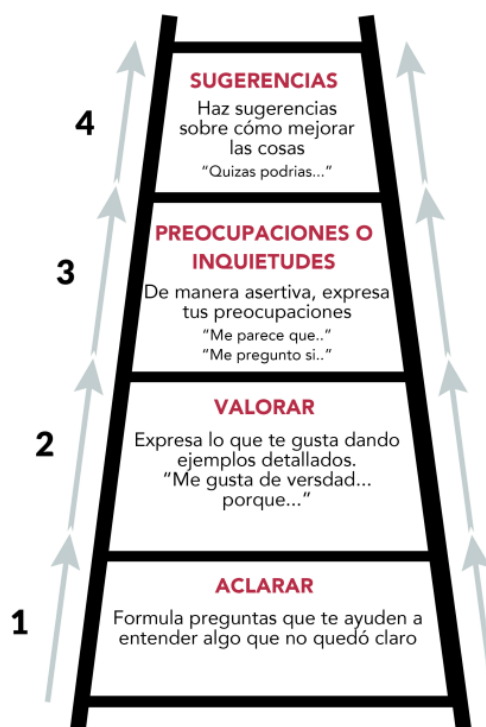 4
SUGERENCIAS
Haz sugerencias
sobre cómo mejorar
las cosas
“Quizas podrias...”
3
PREOCUPACIONES O
INQUIETUDES
De manera asertiva, expresa
tus preocupaciones
“Me parece que..”
“Me pregunto si..”
2
VALORAR
Expresa lo que te gusta dando
ejemplos detallados.
“Me gusta de versdad...
porque...”
1
ACLARAR
Formula preguntas que te ayuden a
entender algo que no quedó claro